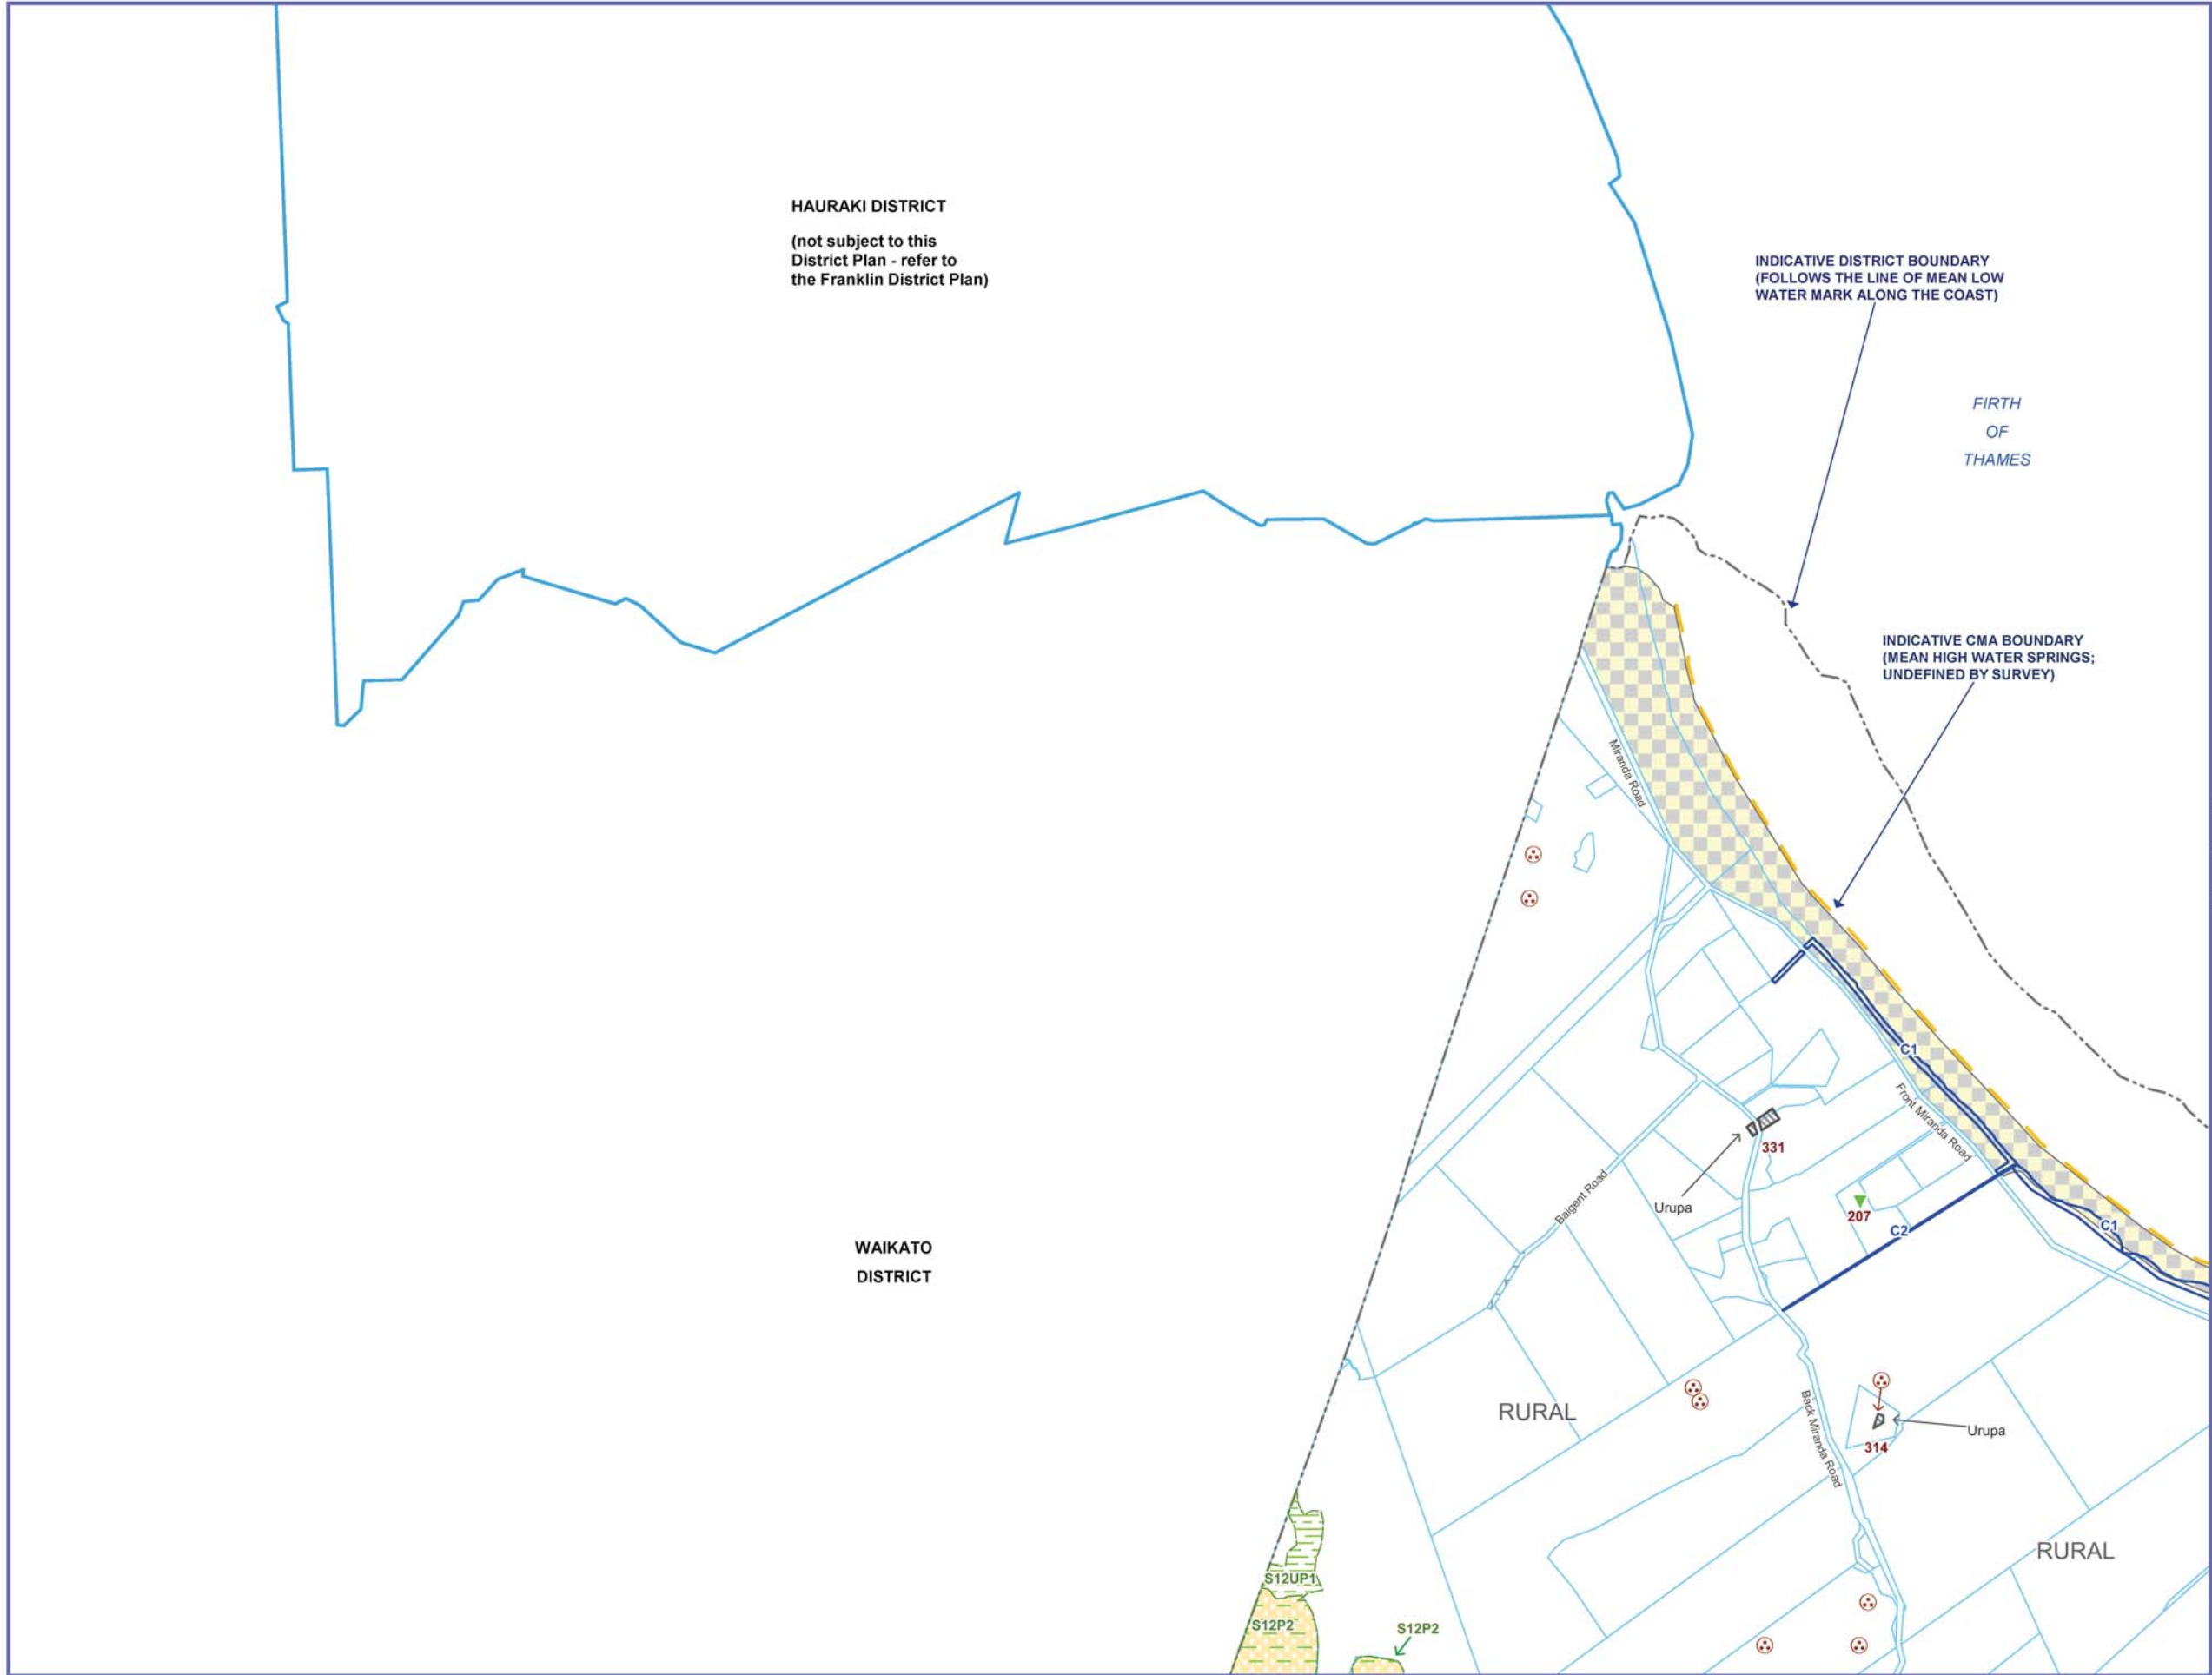 HAURAKI DISTRICT
(not subject to this
District Plan - refer to
the Franklin District Plan)
INDICATIVE DISTRICT BOUNDARY
(FOLLOWS THE LINE OF MEAN LOW
WATER MARK ALONG THE COAST)
FIRTH
OF
THAMES
INDICATIVE CMA BOUNDARY
(MEAN HIGH WATER SPRINGS;
UNDEFINED BY SURVEY)
Miranda Road
C1
Front Miranda Road
331
Urupa
Baigent Road
207
C2
C1
WAIKATO
DISTRICT
RURAL
Back Miranda Road
Urupa
314
RURAL
S12UP1
S12P2
S12P2